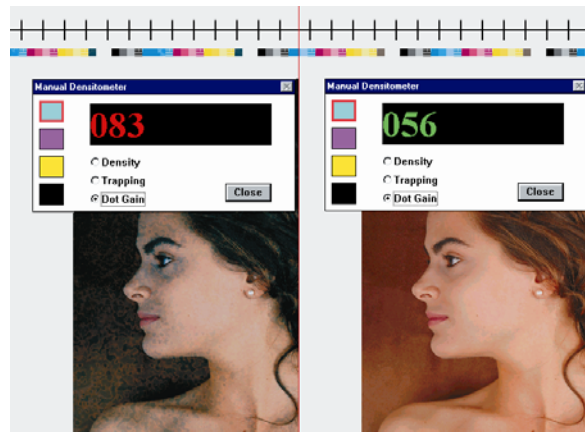 Manual Densitometer
083
Density
Trapping
Dot Gain
Close
Manual Densitometer
056
Density
Trapping
Dot Gain
Close